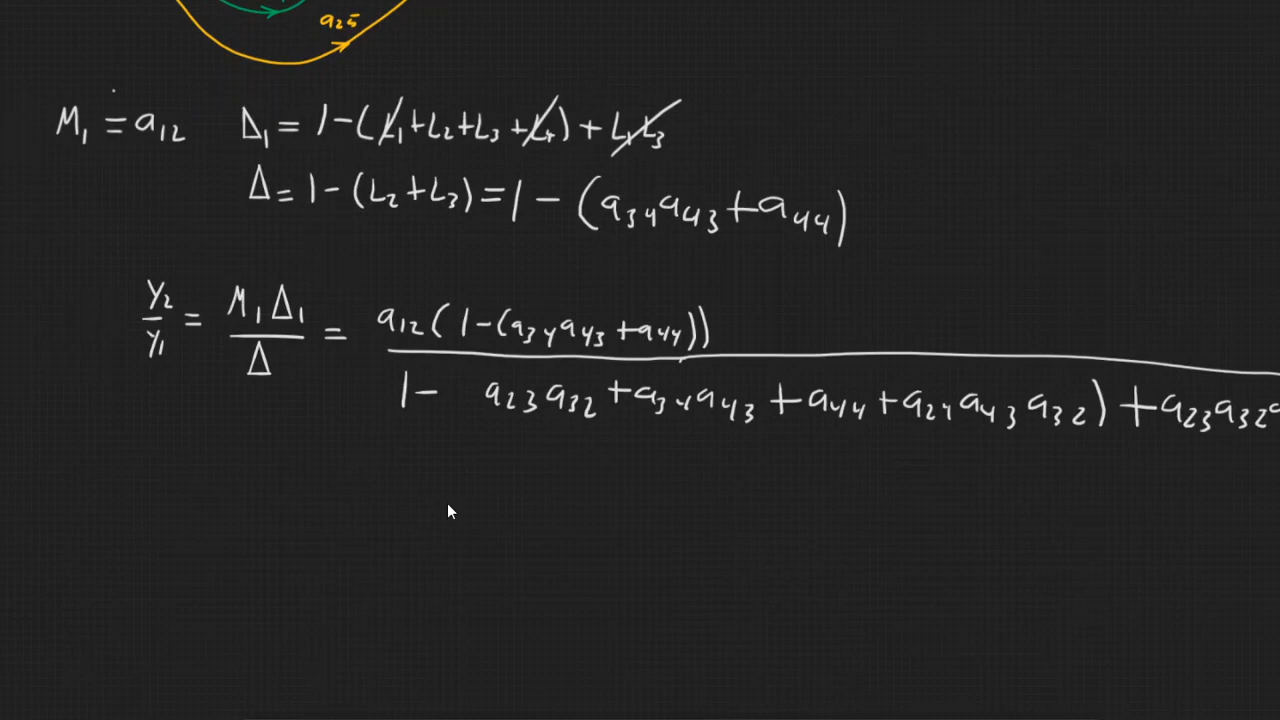 a₂₅
M₁ = a₁₂ Δ₁ = 1-(L₁+L₂+L₃+L₄)+L₁L₃
Δ = 1-(L₂+L₃)=1-(a₃₄a₄₃+a₄₄)
y₂/y₁ = M₁Δ₁/Δ = a₁₂(1-(a₃₄a₄₃+a₄₄))
1- a₂₃a₃₂+a₃₄a₄₃+a₄₄+a₂₄a₄₃a₃₂)+a₂₃a₃₂